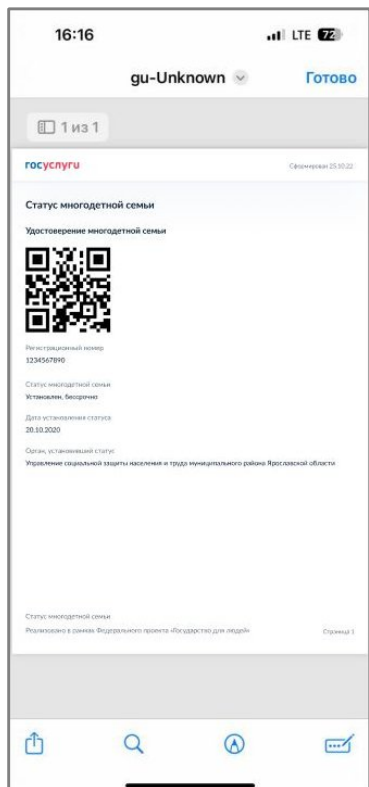 16:16
LTE 72
gu-Unknown
Готово
1 из 1
госуслуги
Сформирован 25.10.22
Статус многодетной семьи
Удостоверение многодетной семьи
Регистрационный номер
1234567890
Статус многодетной семьи
Установлен, бессрочно
Дата установления статуса
20.10.2020
Орган, установивший статус
Управление социальной защиты населения и труда муниципального района Ярославской области
Статус многодетной семьи
Реализовано в рамках Федерального проекта «Государство для людей»
Страница 1